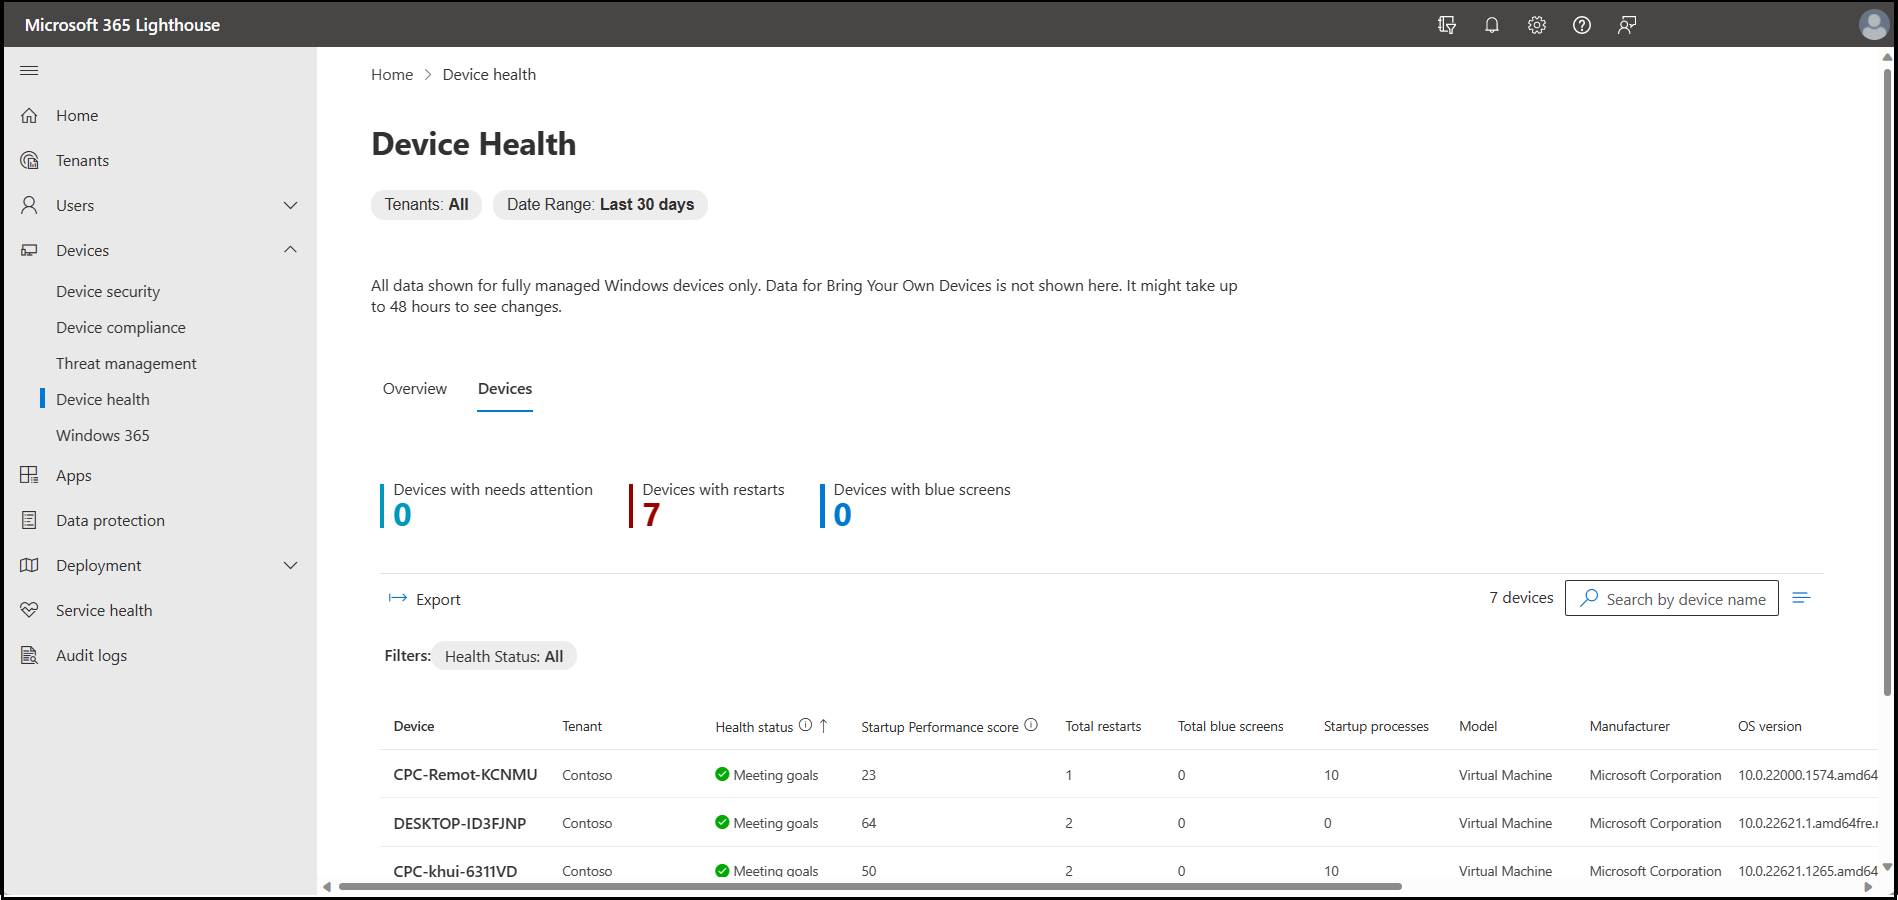 Microsoft 365 Lighthouse
Home
Tenants
Users
Devices
Device security
Device compliance
Threat management
Device health
Windows 365
Apps
Data protection
Deployment
Service health
Audit logs
Home > Device health
Device Health
Tenants: All Date Range: Last 30 days
All data shown for fully managed Windows devices only. Data for Bring Your Own Devices is not shown here. It might take up
to 48 hours to see changes.
Overview Devices
Devices with needs attention Devices with restarts Devices with blue screens
0 7 0
Export 7 devices Search by device name
Filters: Health Status: All
Device Tenant Health status Startup Performance score Total restarts Total blue screens Startup processes Model Manufacturer OS version
CPC-Remot-KCNMU Contoso Meeting goals 23 1 0 10 Virtual Machine Microsoft Corporation 10.0.22000.1574.amd64
DESKTOP-ID3FJNP Contoso Meeting goals 64 2 0 0 Virtual Machine Microsoft Corporation 10.0.22621.1.amd64fre.
CPC-khui-6311VD Contoso Meeting goals 50 2 0 10 Virtual Machine Microsoft Corporation 10.0.22621.1265.amd64